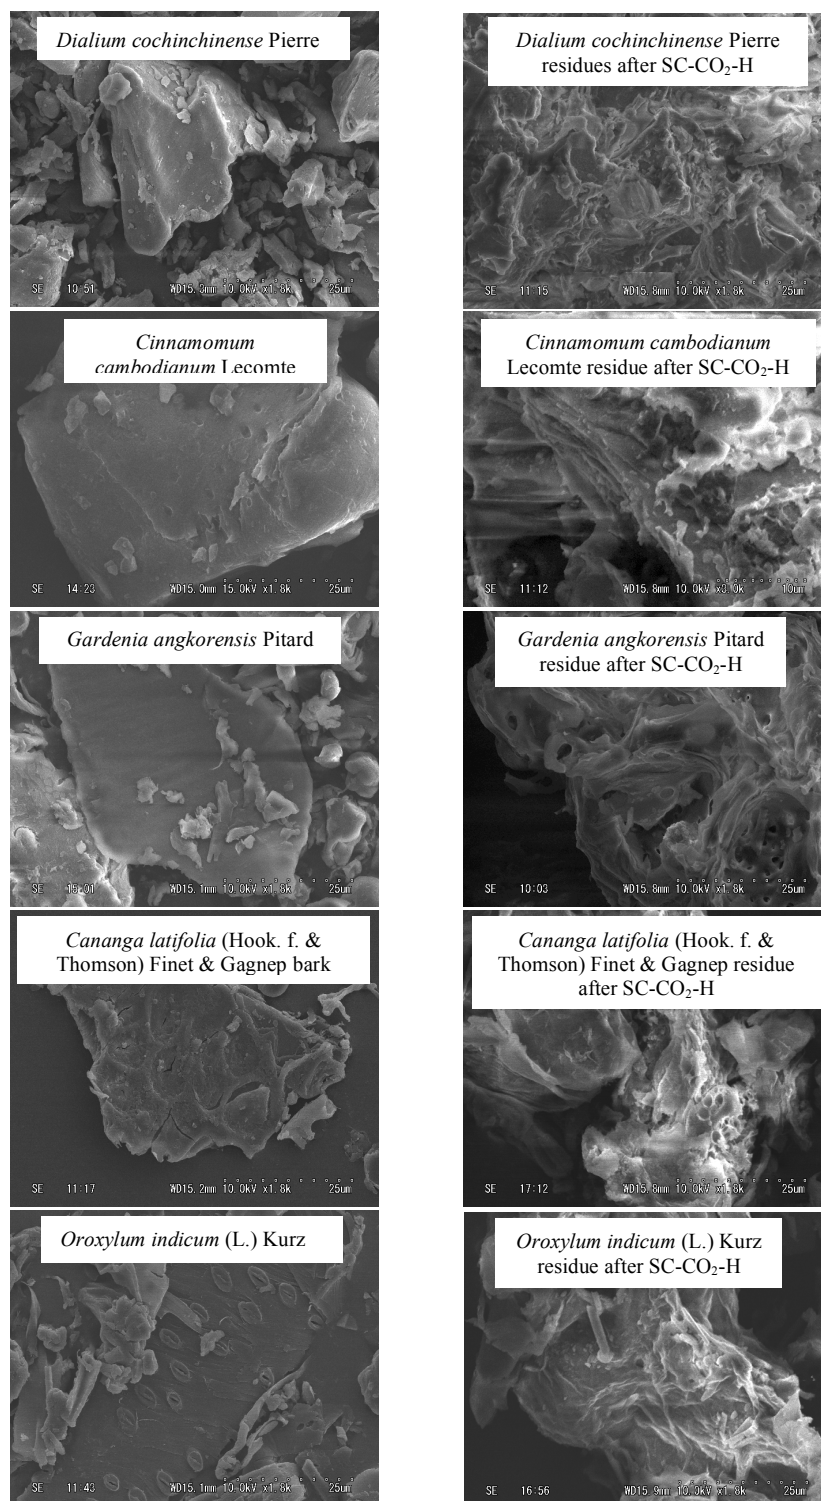 Dialium cochinchinense Pierre
SE 10:51 WD15.0mm 10.0kV x1.8k 25um
Dialium cochinchinense Pierre
residues after SC-CO₂-H
SE 11:15 WD15.8mm 10.0kV x1.8k 25um
Cinnamomum
cambodianum Lecomte
SE 14:23 WD15.0mm 15.0kV x1.8k 25um
Cinnamomum cambodianum
Lecomte residue after SC-CO₂-H
SE 11:12 WD15.8mm 10um
Gardenia angkorensis Pitard
SE 15:01 WD15.1mm 10.0kV x1.8k 25um
Gardenia angkorensis Pitard
residue after SC-CO₂-H
SE 10:03 WD15.8mm 10.0kV x1.8k 25um
Cananga latifolia (Hook. f. &
Thomson) Finet & Gagnep bark
SE 11:17 WD15.2mm 10.0kV x1.8k 25um
Cananga latifolia (Hook. f. &
Thomson) Finet & Gagnep residue
after SC-CO₂-H
SE 17:12 WD15.8mm 10.0kV x1.8k 25um
Oroxylum indicum (L.) Kurz
SE 11:43 WD15.1mm 10.0kV x1.8k 25um
Oroxylum indicum (L.) Kurz
residue after SC-CO₂-H
SE 16:56 WD15.9mm 10.0kV x1.8k 25um